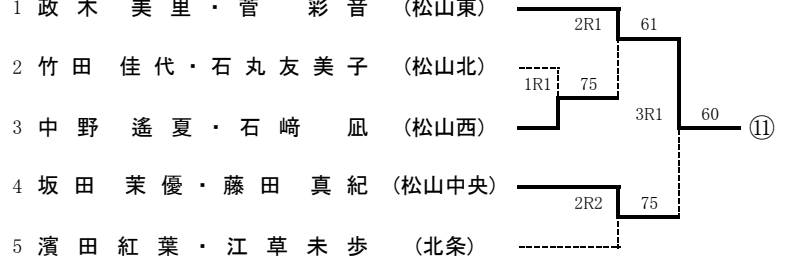 1 政木 美里・菅 彩音 (松山東)
2R1 61
2 竹田 佳代・石丸友美子 (松山北)
1R1 75
3R1 60 ⑪
3 中野 遙夏・石﨑 凪 (松山西)
4 坂田 茉優・藤田 真紀 (松山中央)
2R2 75
5 濱田紅葉・江草未歩 (北条)